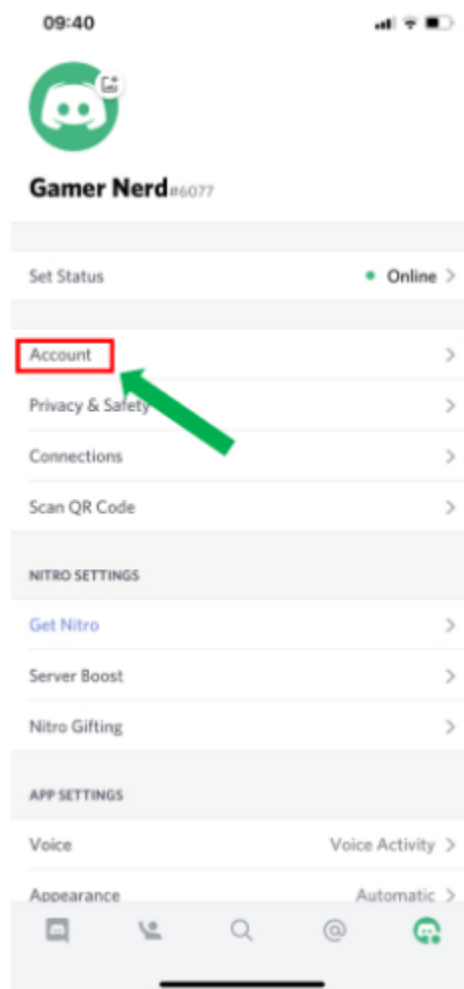 09:40
Gamer Nerd#6077
Set Status Online
Account
Privacy & Safety
Connections
Scan QR Code
NITRO SETTINGS
Get Nitro
Server Boost
Nitro Gifting
APP SETTINGS
Voice Voice Activity
Appearance Automatic